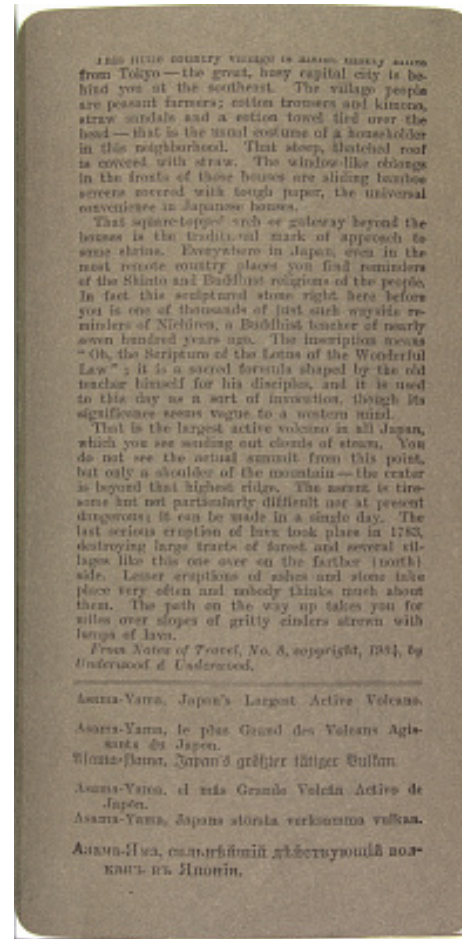 This little country village is about ninety miles
from Tokyo — the great, busy capital city is be-
hind you at the southeast. The village people
are peasant farmers; cotton trousers and kimono,
straw sandals and a cotton towel tied over the
head — that is the usual costume of a householder
in this neighborhood. That steep, thatched roof
is covered with straw. The window-like oblongs
in the fronts of those houses are sliding bamboo
screens covered with tough paper, the universal
convenience in Japanese houses.
That square-topped arch or gateway beyond the
houses is the traditional mark of approach to
some shrine. Everywhere in Japan, even in the
most remote country places you find reminders
of the Shinto and Buddhist religions of the people.
In fact this sculptured stone right here before
you is one of thousands of just such wayside re-
minders of Nichiren, a Buddhist teacher of nearly
seven hundred years ago. The inscription means
"Oh, the Scripture of the Lotus of the Wonderful
Law"; it is a sacred formula shaped by the old
teacher himself for his disciples, and it is used
to this day as a sort of invocation, though its
significance seems vague to a western mind.
That is the largest active volcano in all Japan,
which you see sending out clouds of steam. You
do not see the actual summit from this point,
but only a shoulder of the mountain — the crater
is beyond that highest ridge. The ascent is tire-
some but not particularly difficult nor at present
dangerous; it can be made in a single day. The
last serious eruption of lava took place in 1783,
destroying large tracts of forest and several vil-
lages like this one over on the farther (north)
side. Lesser eruptions of ashes and stone take
place very often and nobody thinks much about
them. The path on the way up takes you for
miles over slopes of gritty cinders strewn with
lumps of lava.
From Notes of Travel, No. 8, copyright, 1904, by
Underwood & Underwood.
Asama-Yama, Japan's Largest Active Volcano.
Asama-Yama, le plus Grand des Volcans Agis-
sants du Japon.
Asama-Yama, Japan's größter tätiger Vulkan.
Asama-Yama, el más Grande Volcán Activo de
Japón.
Asama-Yama, Japans största verksamma vulkan.
Азама-Яма, сильнѣйшій дѣйствующій вол-
канъ въ Японіи.